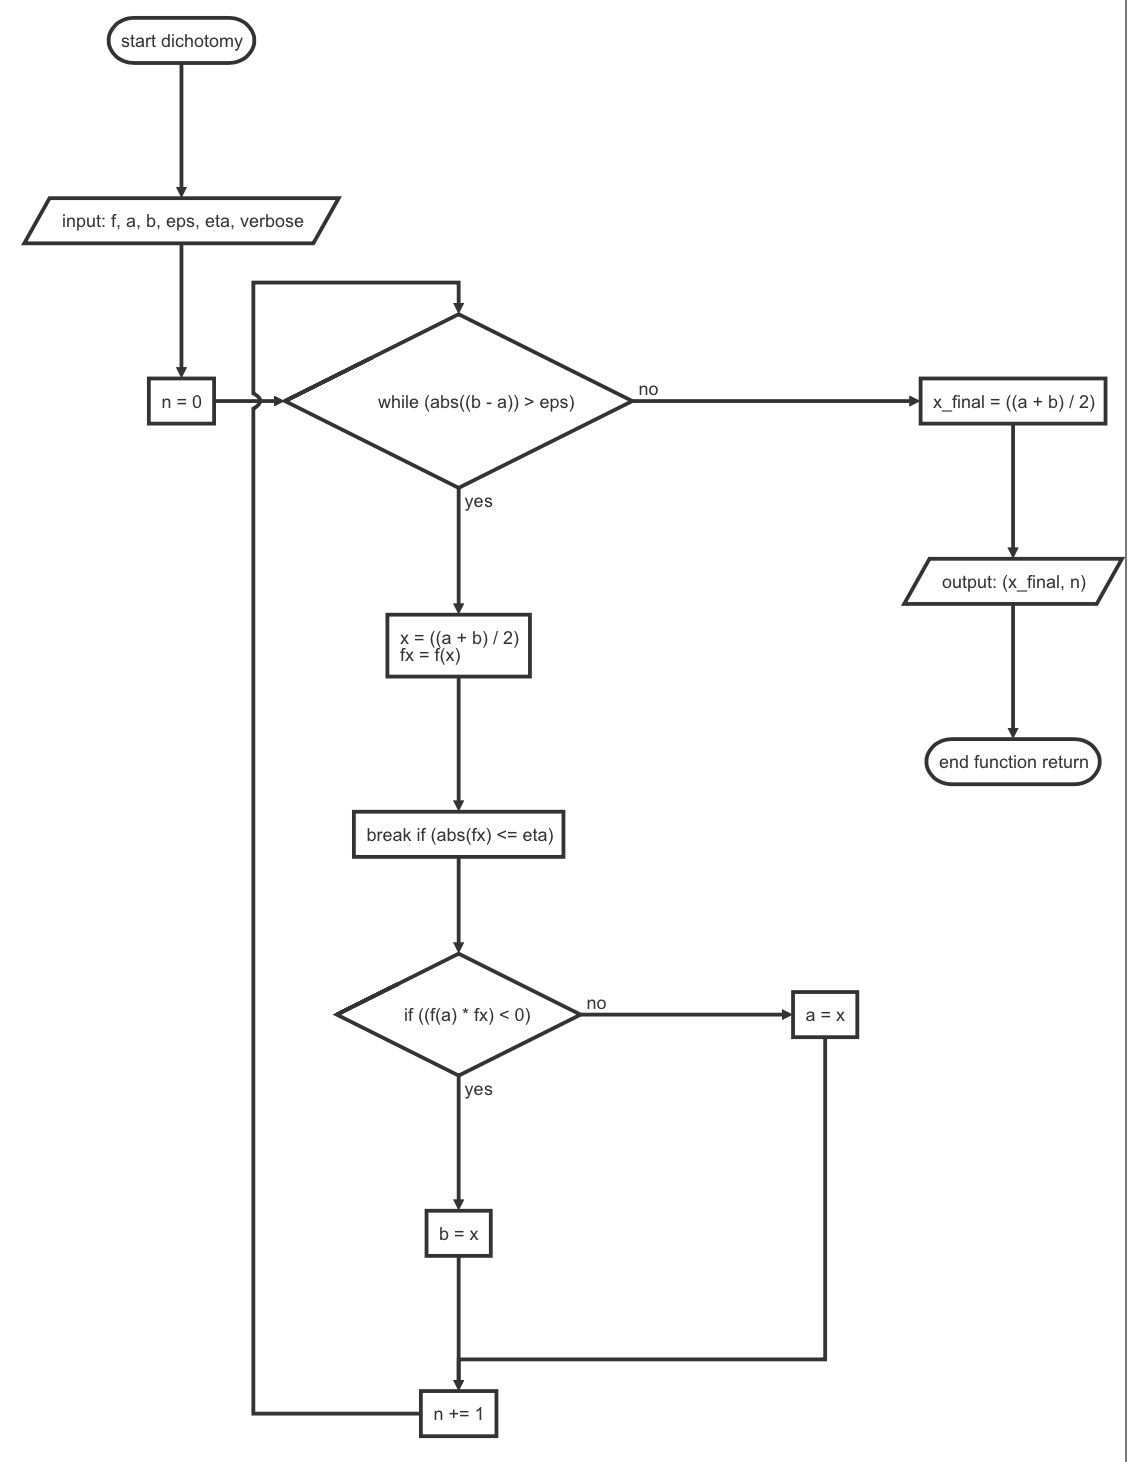 start dichotomy
input: f, a, b, eps, eta, verbose
n = 0
while (abs((b - a)) > eps)
no
x_final = ((a + b) / 2)
yes
output: (x_final, n)
x = ((a + b) / 2)
fx = f(x)
end function return
break if (abs(fx) <= eta)
if ((f(a) * fx) < 0)
no
a = x
yes
b = x
n += 1